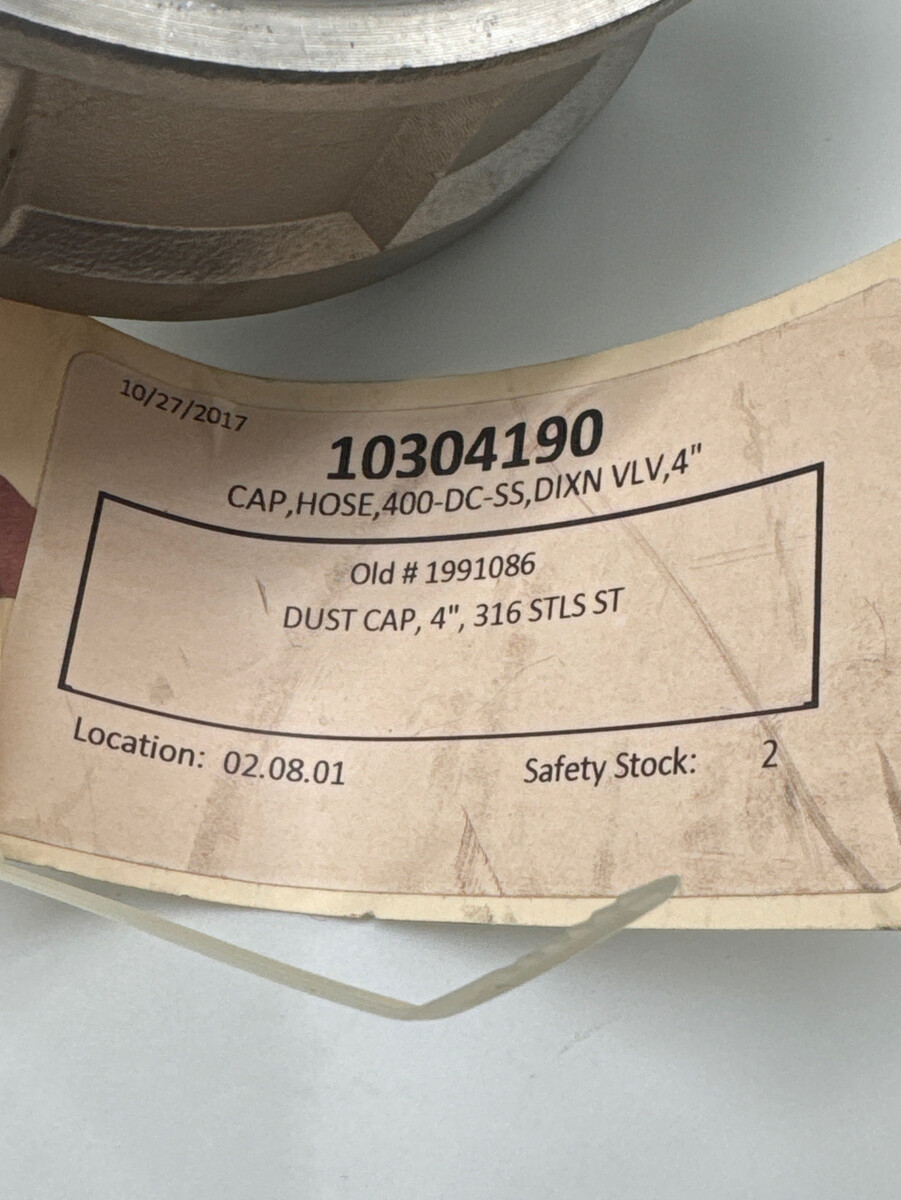 10/27/2017
10304190
CAP,HOSE,400-DC-SS,DIXN VLV,4"
Old # 1991086
DUST CAP, 4", 316 STLS ST
Location: 02.08.01 Safety Stock: 2